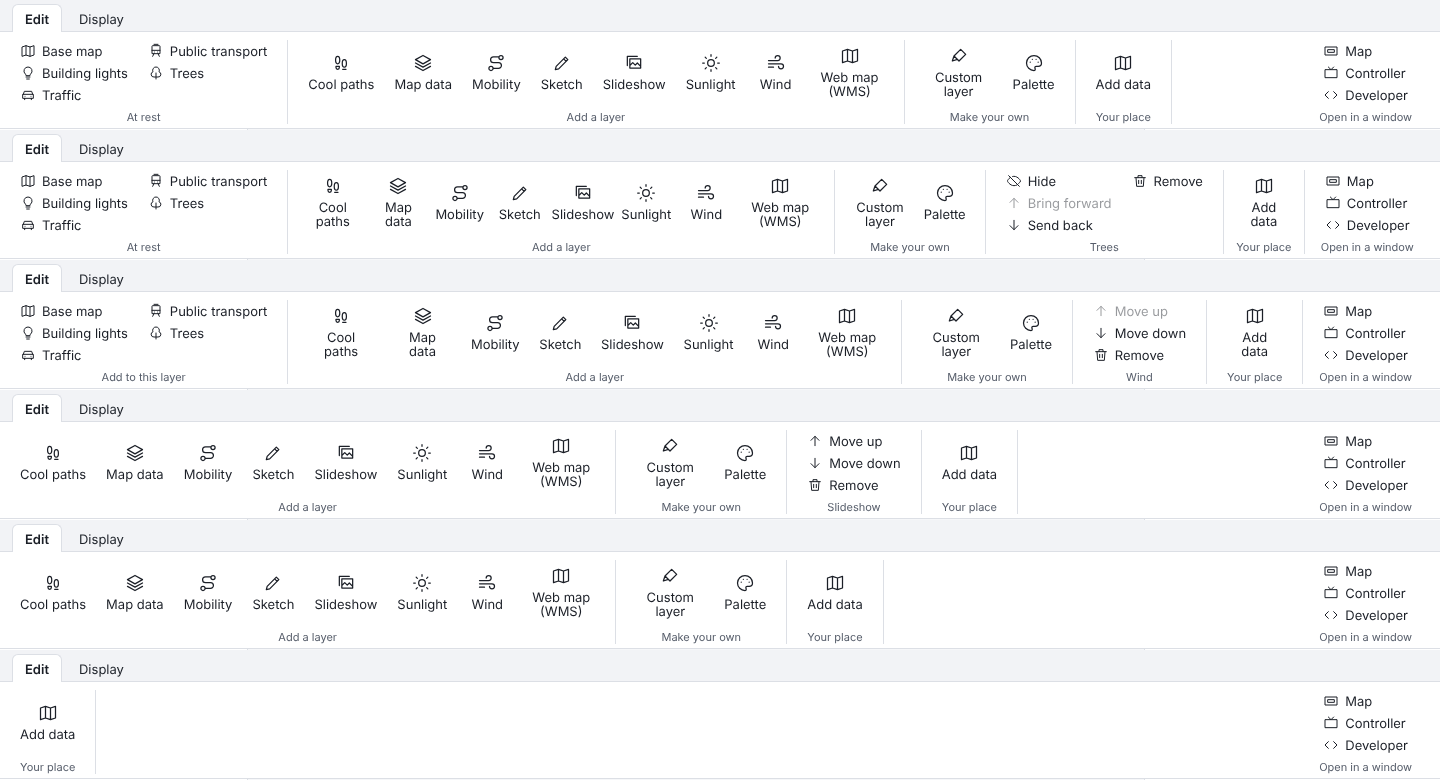 Edit Display
Base map Public transport
Building lights Trees
Traffic
At rest
Cool paths Map data Mobility Sketch Slideshow Sunlight Wind Web map (WMS)
Add a layer
Custom layer Palette
Make your own
Add data
Your place
Map
Controller
Developer
Open in a window
Edit Display
Base map Public transport
Building lights Trees
Traffic
At rest
Cool paths Map data Mobility Sketch Slideshow Sunlight Wind Web map (WMS)
Add a layer
Custom layer Palette
Make your own
Hide Remove
Bring forward
Send back
Trees
Add data
Your place
Map
Controller
Developer
Open in a window
Edit Display
Base map Public transport
Building lights Trees
Traffic
Add to this layer
Cool paths Map data Mobility Sketch Slideshow Sunlight Wind Web map (WMS)
Add a layer
Custom layer Palette
Make your own
Move up
Move down
Remove
Wind
Add data
Your place
Map
Controller
Developer
Open in a window
Edit Display
Cool paths Map data Mobility Sketch Slideshow Sunlight Wind Web map (WMS)
Add a layer
Custom layer Palette
Make your own
Move up
Move down
Remove
Slideshow
Add data
Your place
Map
Controller
Developer
Open in a window
Edit Display
Cool paths Map data Mobility Sketch Slideshow Sunlight Wind Web map (WMS)
Add a layer
Custom layer Palette
Make your own
Add data
Your place
Map
Controller
Developer
Open in a window
Edit Display
Add data
Your place
Map
Controller
Developer
Open in a window